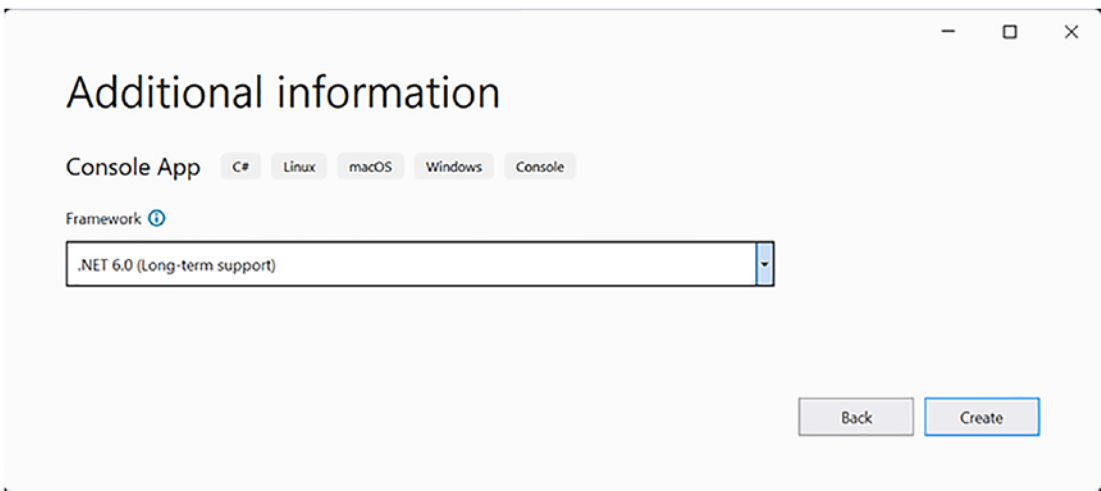 Additional information
Console App C# Linux macOS Windows Console
Framework
.NET 6.0 (Long-term support)
Back Create